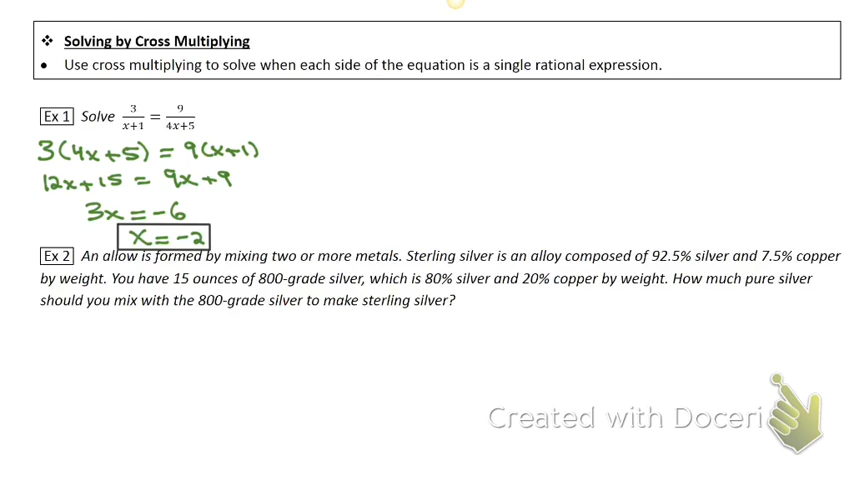 ❖ Solving by Cross Multiplying
• Use cross multiplying to solve when each side of the equation is a single rational expression.
Ex 1 Solve 3/(x+1) = 9/(4x+5)
3(4x+5) = 9(x+1)
12x+15 = 9x+9
3x = -6
x = -2
Ex 2 An allow is formed by mixing two or more metals. Sterling silver is an alloy composed of 92.5% silver and 7.5% copper
by weight. You have 15 ounces of 800-grade silver, which is 80% silver and 20% copper by weight. How much pure silver
should you mix with the 800-grade silver to make sterling silver?
Created with Doceri